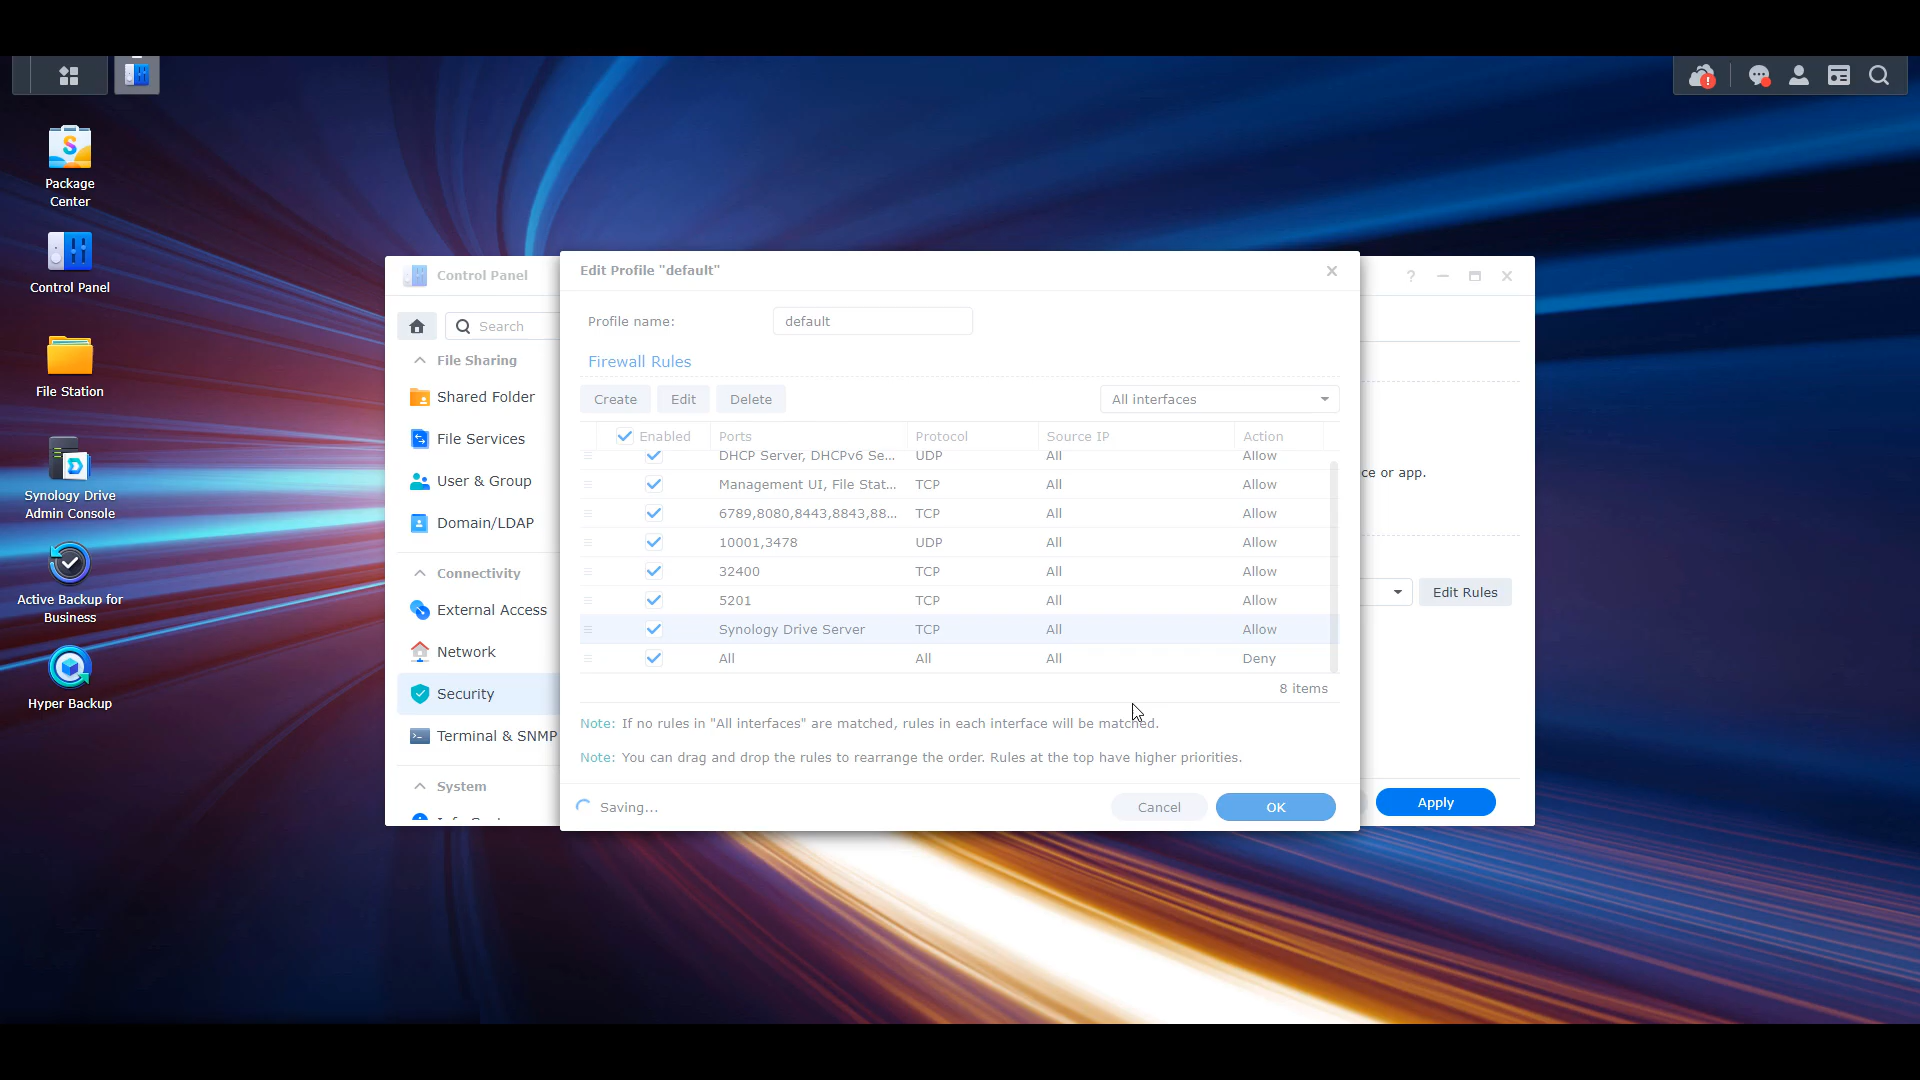 Package
Center
Control Panel
File Station
Synology Drive
Admin Console
Active Backup for
Business
Hyper Backup
Control Panel
Search
File Sharing
Shared Folder
File Services
User & Group
Domain/LDAP
Connectivity
External Access
Network
Security
Terminal & SNMP
System
Edit Profile "default"
Profile name:
default
Firewall Rules
Create
Edit
Delete
All interfaces
Enabled Ports Protocol Source IP Action
DHCP Server, DHCPv6 Se... UDP All Allow
Management UI, File Stat... TCP All Allow
6789,8080,8443,8843,88... TCP All Allow
10001,3478 UDP All Allow
32400 TCP All Allow
5201 TCP All Allow
Synology Drive Server TCP All Allow
All All All Deny
8 items
Note: If no rules in "All interfaces" are matched, rules in each interface will be matched.
Note: You can drag and drop the rules to rearrange the order. Rules at the top have higher priorities.
Saving...
Cancel
OK
?
ce or app.
Edit Rules
Apply